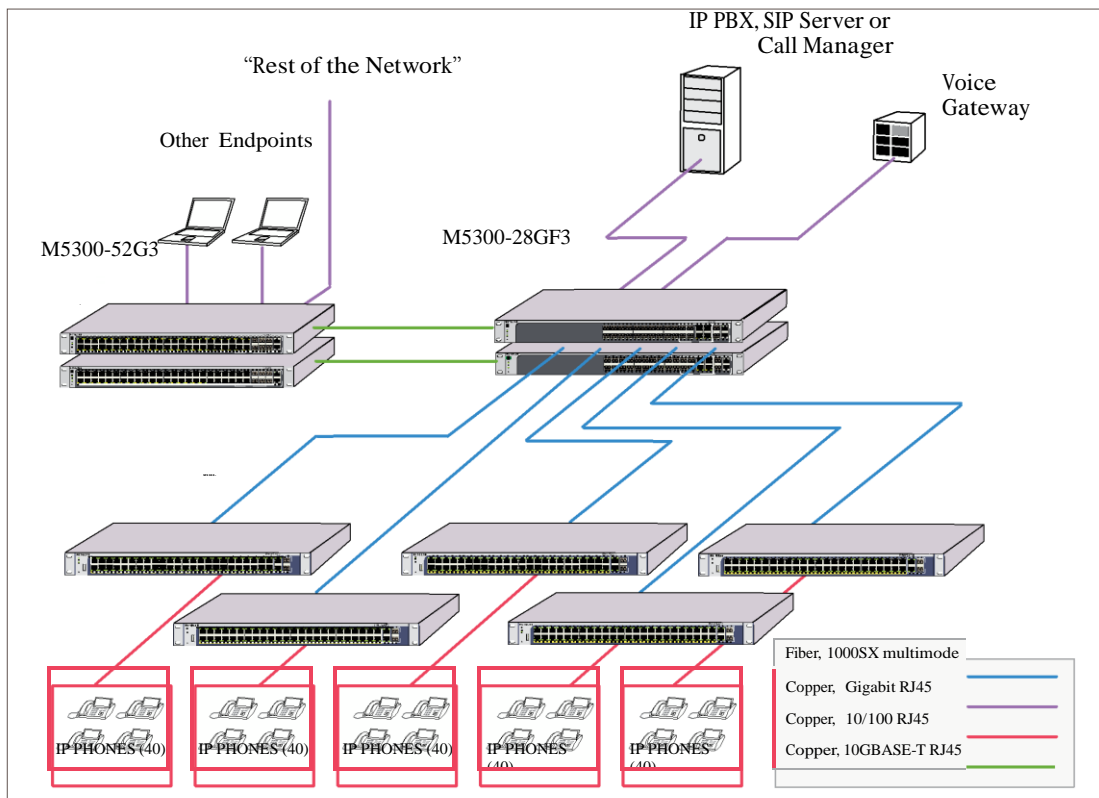 IP PBX, SIP Server or
Call Manager
"Rest of the Network"
Voice
Gateway
Other Endpoints
M5300-52G3
M5300-28GF3
Fiber, 1000SX multimode
Copper, Gigabit RJ45
Copper, 10/100 RJ45
Copper, 10GBASE-T RJ45
IP PHONES (40)
IP PHONES (40)
IP PHONES (40)
IP PHONES
(40)
IP PHONES
(40)